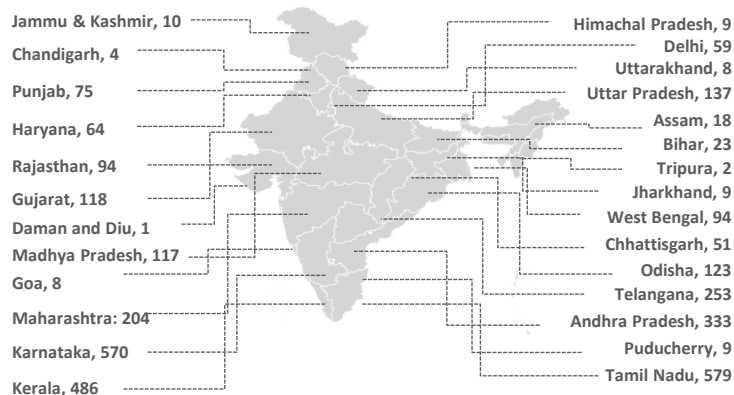 Jammu & Kashmir, 10
Chandigarh, 4
Punjab, 75
Haryana, 64
Rajasthan, 94
Gujarat, 118
Daman and Diu, 1
Madhya Pradesh, 117
Goa, 8
Maharashtra: 204
Karnataka, 570
Kerala, 486
Himachal Pradesh, 9
Delhi, 59
Uttarakhand, 8
Uttar Pradesh, 137
Assam, 18
Bihar, 23
Tripura, 2
Jharkhand, 9
West Bengal, 94
Chhattisgarh, 51
Odisha, 123
Telangana, 253
Andhra Pradesh, 333
Puducherry, 9
Tamil Nadu, 579